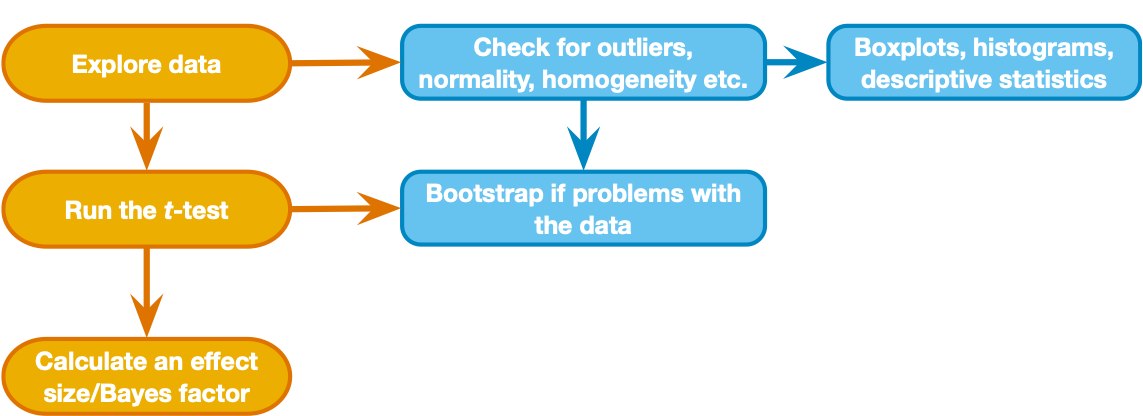 Explore data
Check for outliers,
normality, homogeneity etc.
Boxplots, histograms,
descriptive statistics
Run the t-test
Bootstrap if problems with
the data
Calculate an effect
size/Bayes factor